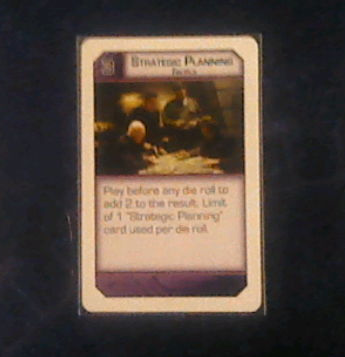 3
STRATEGIC PLANNING
TACTICS
Play before any die roll to
add 2 to the result. Limit
of 1 "Strategic Planning"
card used per die roll.